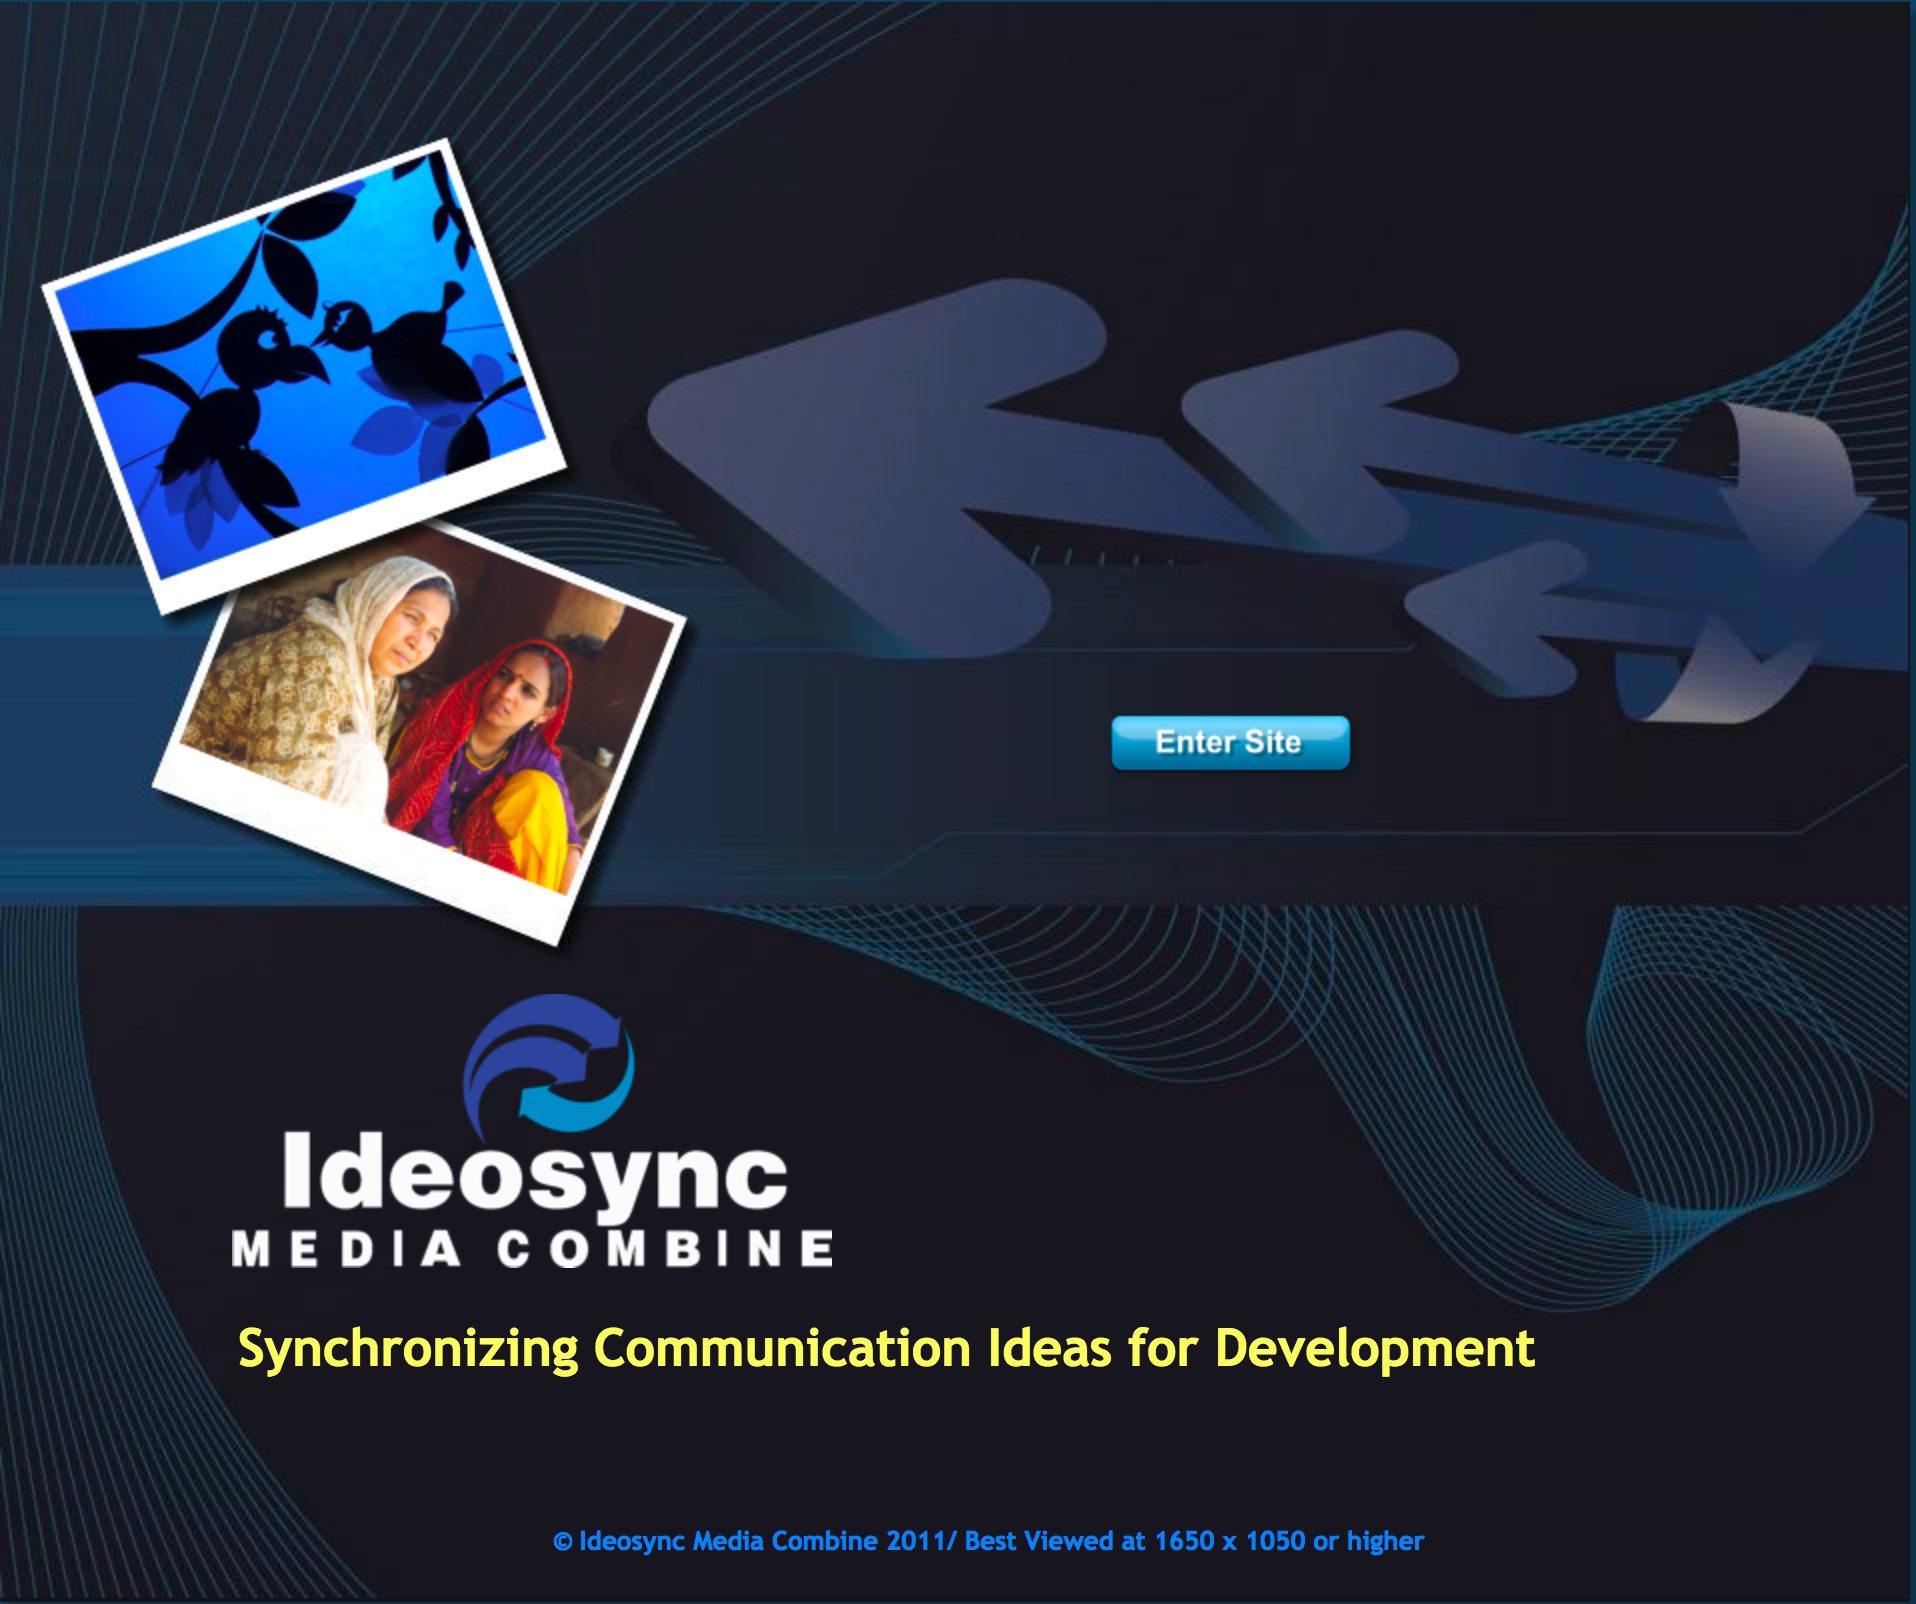 Enter Site
Ideosync
MEDIA COMBINE
Synchronizing Communication Ideas for Development
© Ideosync Media Combine 2011/ Best Viewed at 1650 x 1050 or higher